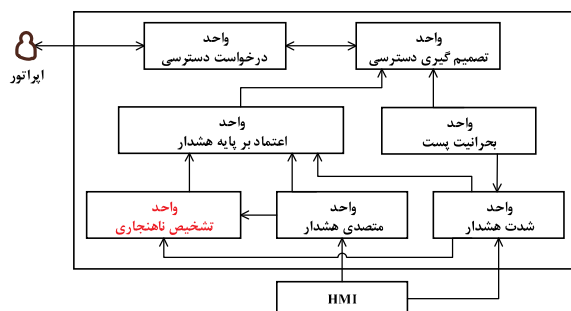 واحد
تصمیم گیری دسترسی
واحد
درخواست دسترسی
اپراتور
واحد
بحرانیت پست
واحد
اعتماد بر پایه هشدار
واحد
شدت هشدار
واحد
متصدی هشدار
واحد
تشخیص ناهنجاری
HMI